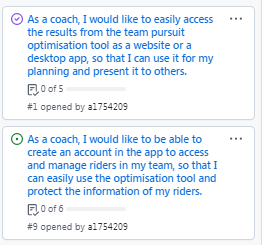 As a coach, I would like to easily access
the results from the team pursuit
optimisation tool as a website or a
desktop app, so that I can use it for my
planning and present it to others.
0 of 5
#1 opened by a1754209
As a coach, I would like to be able to
create an account in the app to access
and manage riders in my team, so that I
can easily use the optimisation tool and
protect the information of my riders.
0 of 6
#9 opened by a1754209